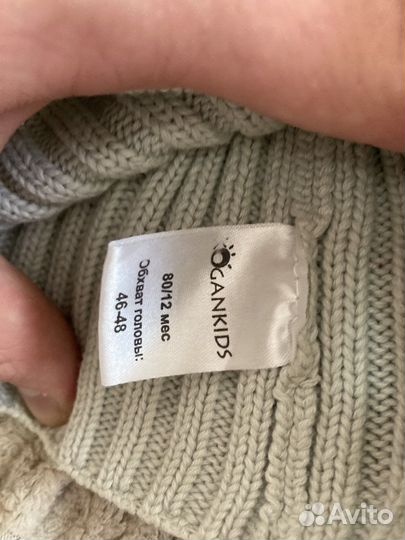 OGANKIDS
80/12 мес
Обхват головы:
46-48
Avito